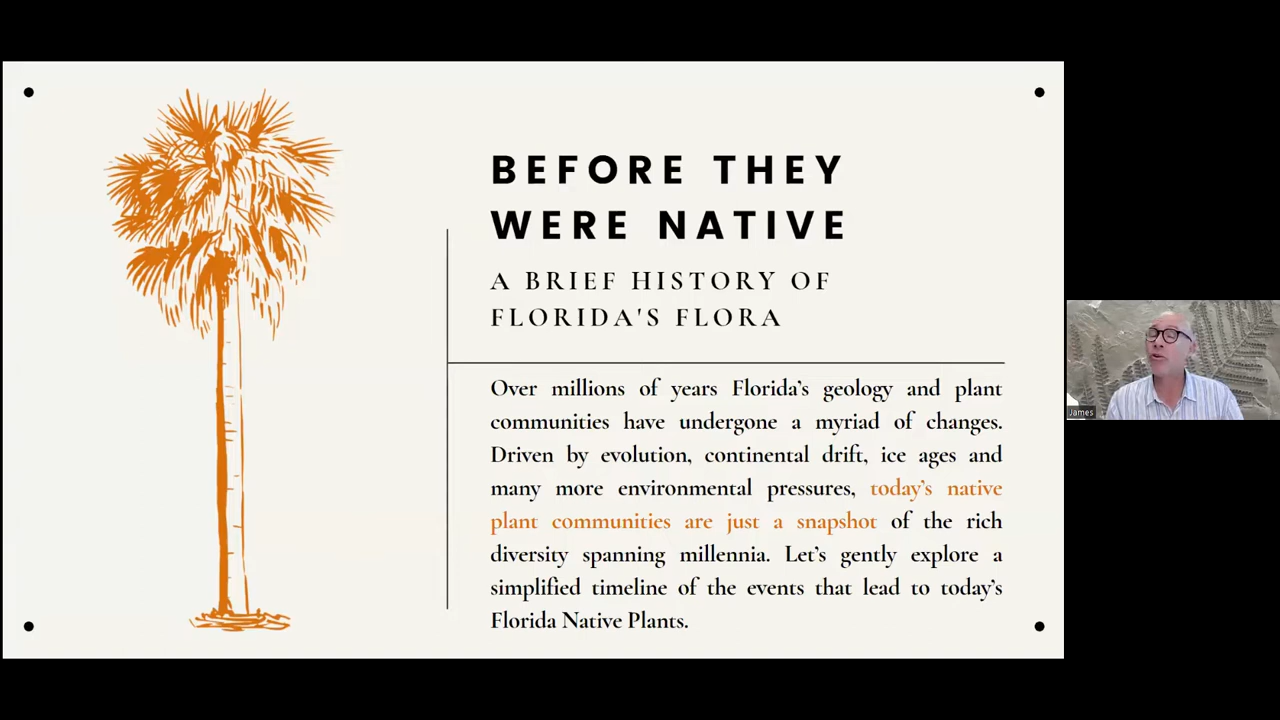 BEFORE THEY
WERE NATIVE
A BRIEF HISTORY OF
FLORIDA'S FLORA
Over millions of years Florida's geology and plant
communities have undergone a myriad of changes.
Driven by evolution, continental drift, ice ages and
many more environmental pressures, today's native
plant communities are just a snapshot of the rich
diversity spanning millennia. Let's gently explore a
simplified timeline of the events that lead to today's
Florida Native Plants.
James